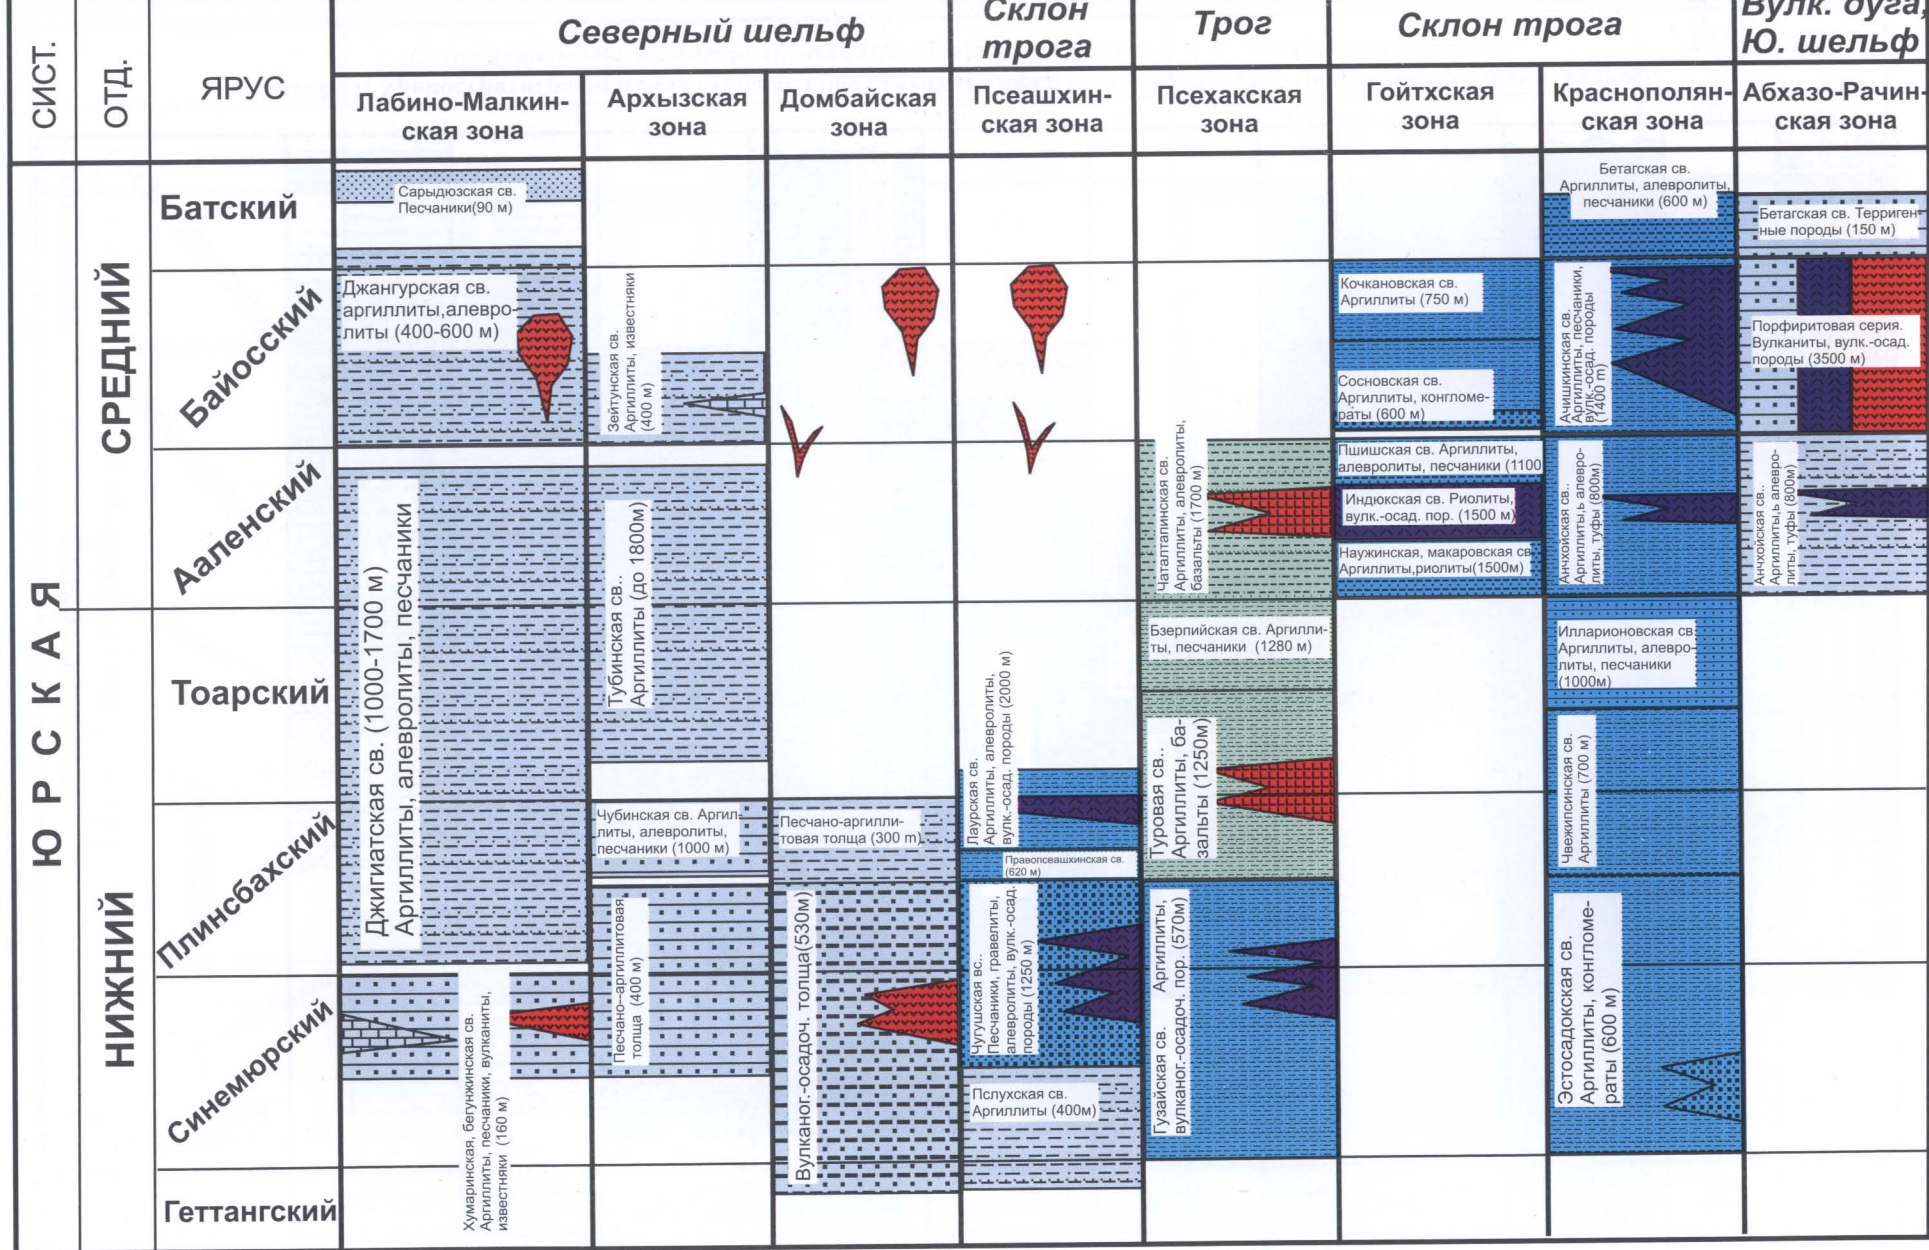 СИСТ.
ОТД.
ЯРУС
Северный шельф
Склон
трога
Трог
Склон трога
Вулк. дуга,
Ю. шельф
Лабино-Малкин-
ская зона
Архызская
зона
Домбайская
зона
Псеашхин-
ская зона
Псехакская
зона
Гойтхская
зона
Краснополян-
ская зона
Абхазо-Рачин-
ская зона
ЮРСКАЯ
СРЕДНИЙ
НИЖНИЙ
Батский
Байосский
Ааленский
Тоарский
Плинсбахский
Синемюрский
Геттангский
Сарыдюзская св.
Песчаники(90 м)
Джангурская св.
аргиллиты,алевро-
литы (400-600 м)
Джигиатская св. (1000-1700 м)
Аргиллиты, алевролиты, песчаники
Хумаринская, бегунжинская св.
Аргиллиты, песчаники, вулканиты,
известняки (160 м)
Зейтунская св.
Аргиллиты, известняки
(400 м)
Тубинская св..
Аргиллиты (до 1800м)
Чубинская св. Аргил-
литы, алевролиты,
песчаники (1000 м)
Песчано--аргиллитовая
толща (400 м)
Песчано-аргилли-
товая толща (300 m)
Вулканог.-осадоч. толща(530м)
Лаурская св.
Аргиллиты, алевролиты,
вулк.-осад. породы (2000 м)
Правопсеашхинская св.
(620 м)
Чугушская вс..
Песчаники, гравелиты,
алевролиты, вулк.-осад.
породы (1250 м)
Пслухская св.
Аргиллиты (400м)
Чаталтапинская св.
Аргиллиты, алевролиты,
базальты (1700 м)
Бзерпийская св. Аргилли-
ты, песчаники (1280 м)
Туровая св..
Аргиллиты, ба-
зальты (1250м)
Гузайская св. Аргиллиты,
вулканог.-осадоч. пор. (570м)
Кочкановская св.
Аргиллиты (750 м)
Сосновская св.
Аргиллиты, конгломе-
раты (600 м)
Пшишская св. Аргиллиты,
алевролиты, песчаники (1100
Индюкская св. Риолиты,
вулк.-осад. пор. (1500 м)
Наужинская, макаровская св
Аргиллиты,риолиты(1500м)
Бетагская св.
Аргиллиты, алевролиты,
песчаники (600 м)
Ачишкинская св.
Аргиллиты, песчаники,
вулк.-осад. породы
(1400 m)
Анчхойская св..
Аргиллиты,ь алевро-
литы, туфы (800м)
Илларионовская св
Аргиллиты, алевро-
литы, песчаники
(1000м)
Чвежипсинская св.
Аргиллиты (700 м)
Эстосадокская св.
Аргиллиты, конгломе-
раты (600 м)
Бетагская св. Терриген-
ные породы (150 м)
Порфиритовая серия.
Вулканиты, вулк.-осад.
породы (3500 м)
Анчхойская св..
Аргиллиты,ь алевро-
литы, туфы (800м)